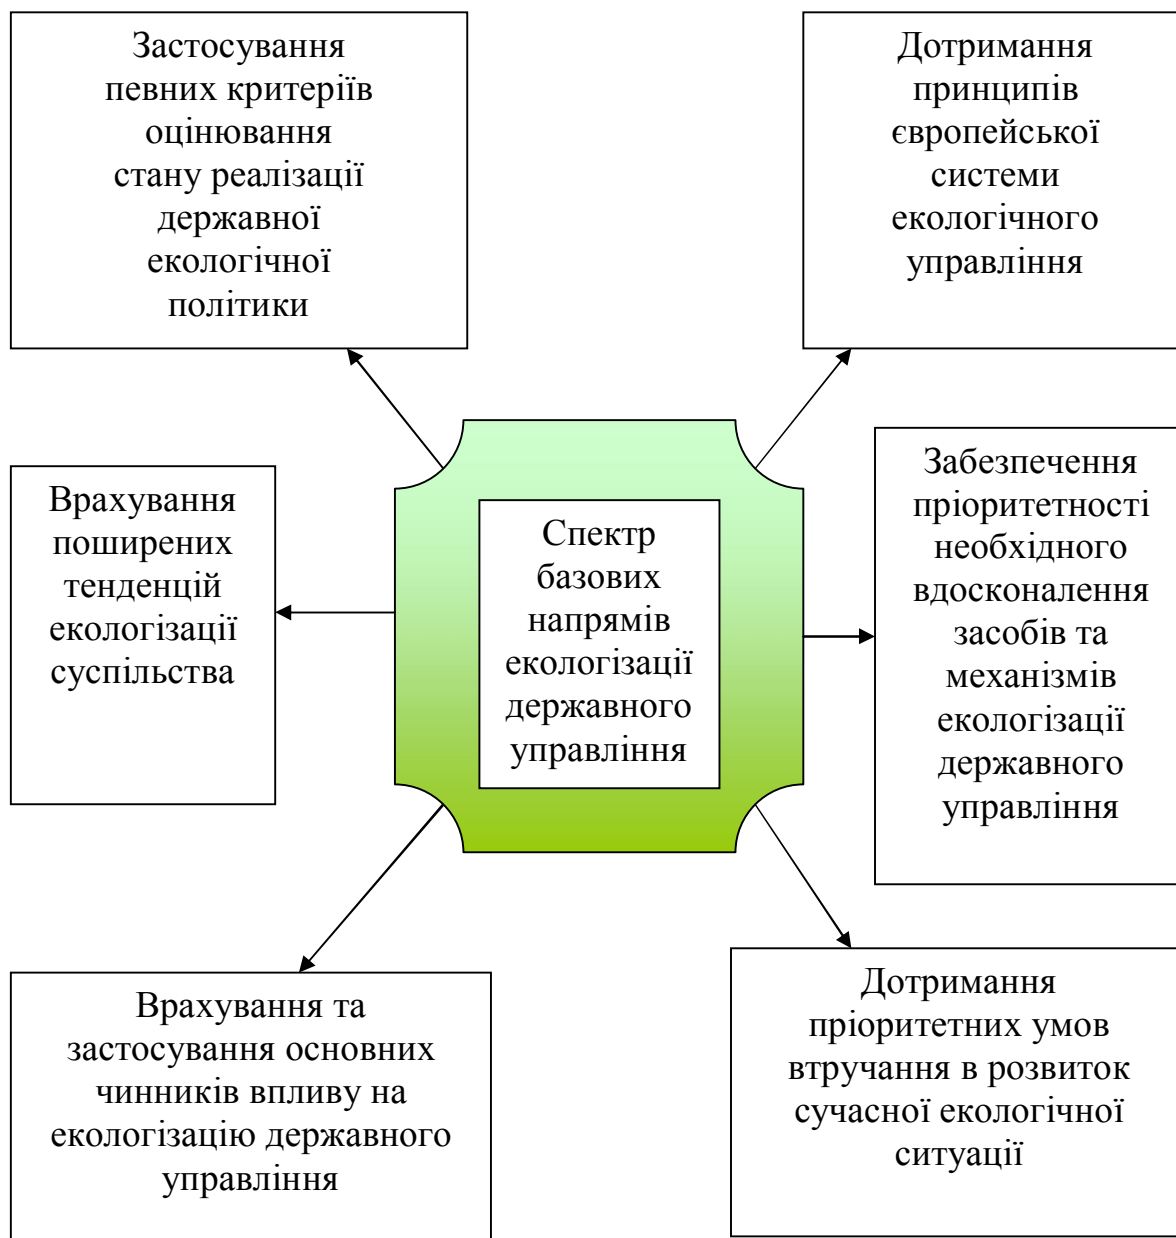 Застосування
певних критеріїв
оцінювання
стану реалізації
державної
екологічної
політики
Дотримання
принципів
європейської
системи
екологічного
управління
Врахування
поширених
тенденцій
екологізації
суспільства
Спектр
базових
напрямів
екологізації
державного
управління
Забезпечення
пріоритетності
необхідного
вдосконалення
засобів та
механізмів
екологізації
державного
управління
Врахування та
застосування основних
чинників впливу на
екологізацію державного
управління
Дотримання
пріоритетних умов
втручання в розвиток
сучасної екологічної
ситуації